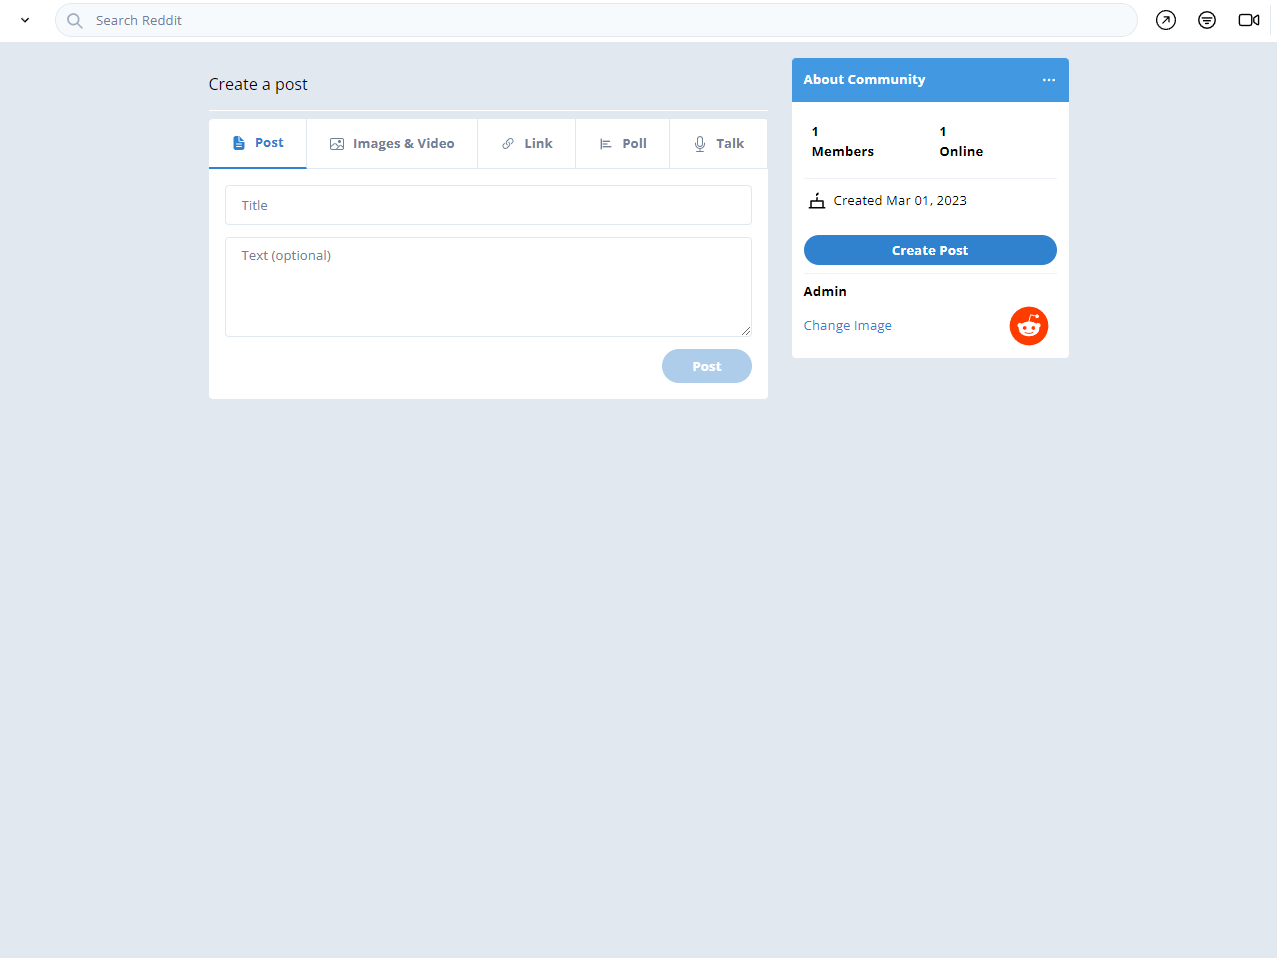 Search Reddit
Create a post
Post
Images & Video
Link
Poll
Talk
Title
Text (optional)
Post
About Community
1
Members
1
Online
Created Mar 01, 2023
Create Post
Admin
Change Image